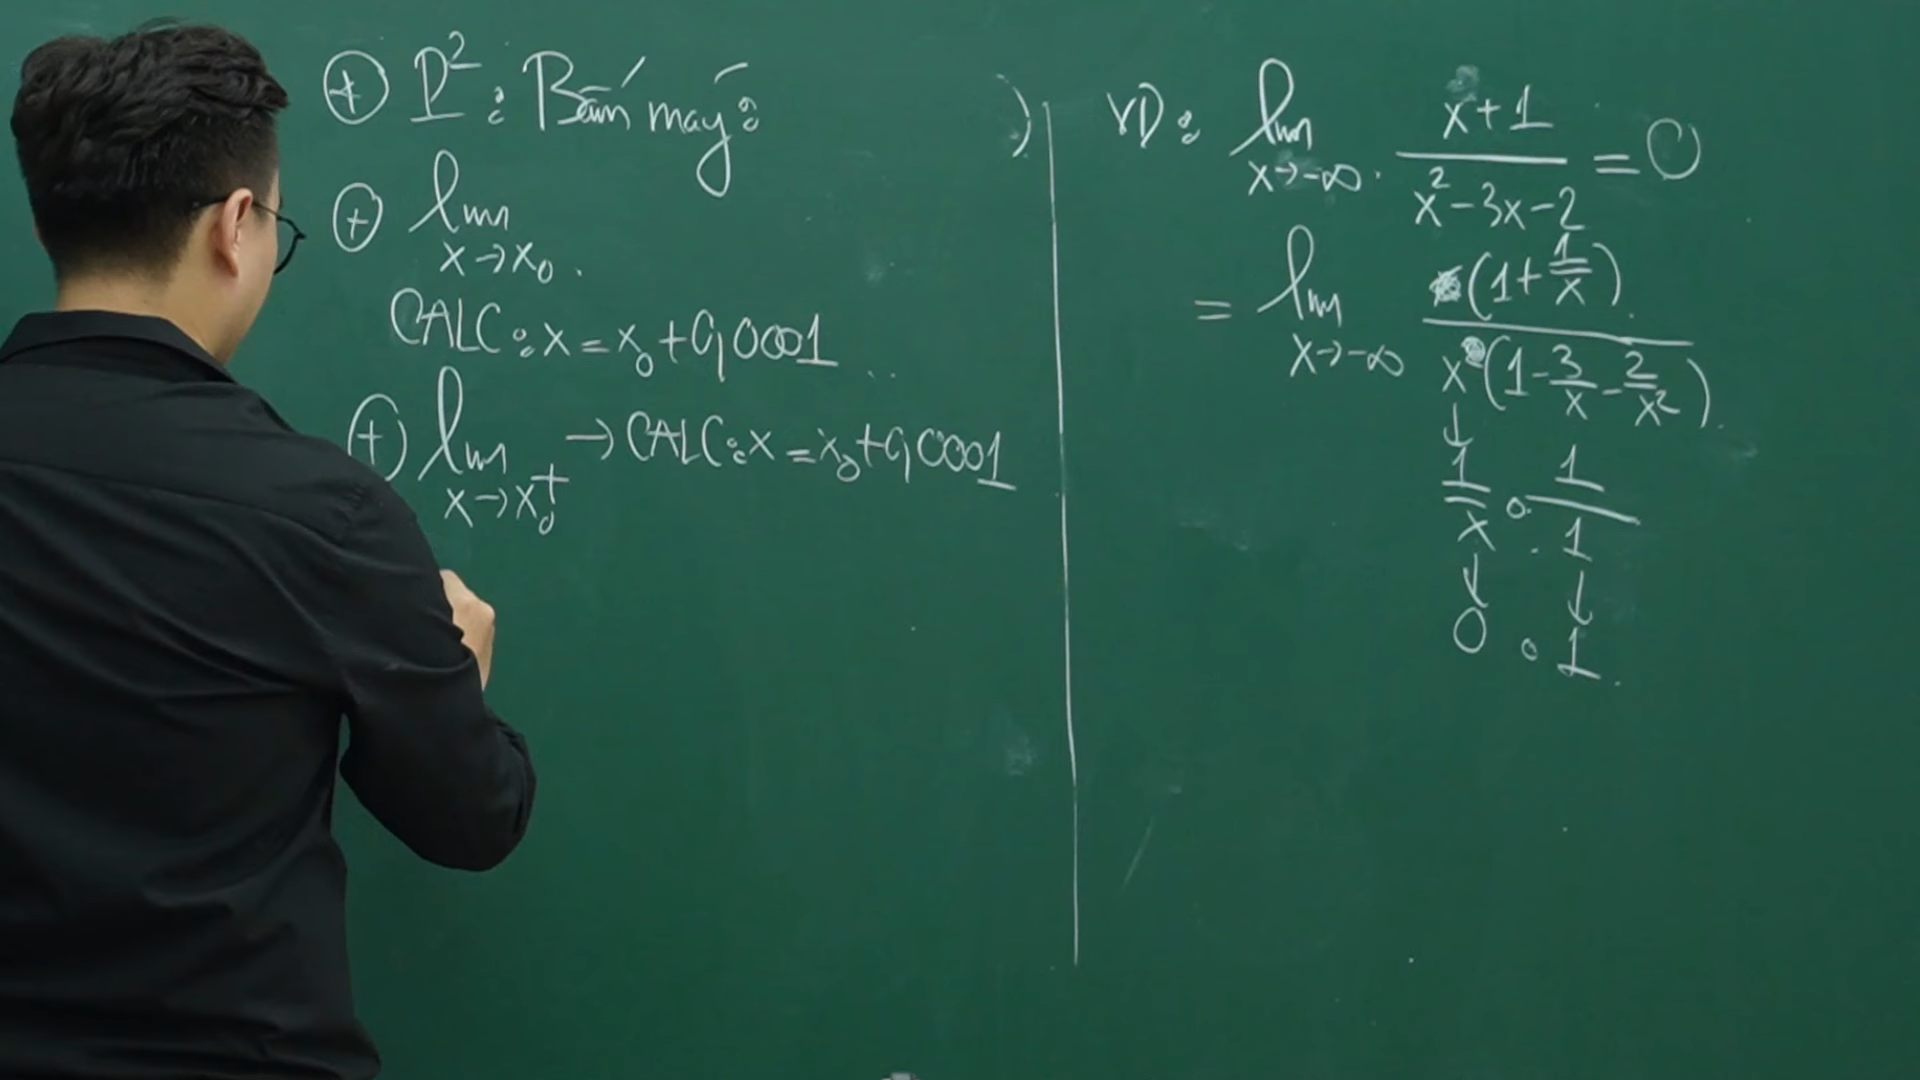 ⊕ P²: Bấm máy:
⊕ lim
x→x₀.
CALC: x = x₀ + 0,0001
⊕ lim → CALC: x = x₀ + 0,0001
x→x₀⁺
)
VD: lim x+1 / x²-3x-2 = 0
x→-∞
= lim (1+1/x) / x(1-3/x-2/x²)
x→-∞
↓
1/x . 1/1
↓ ↓
0 . 1